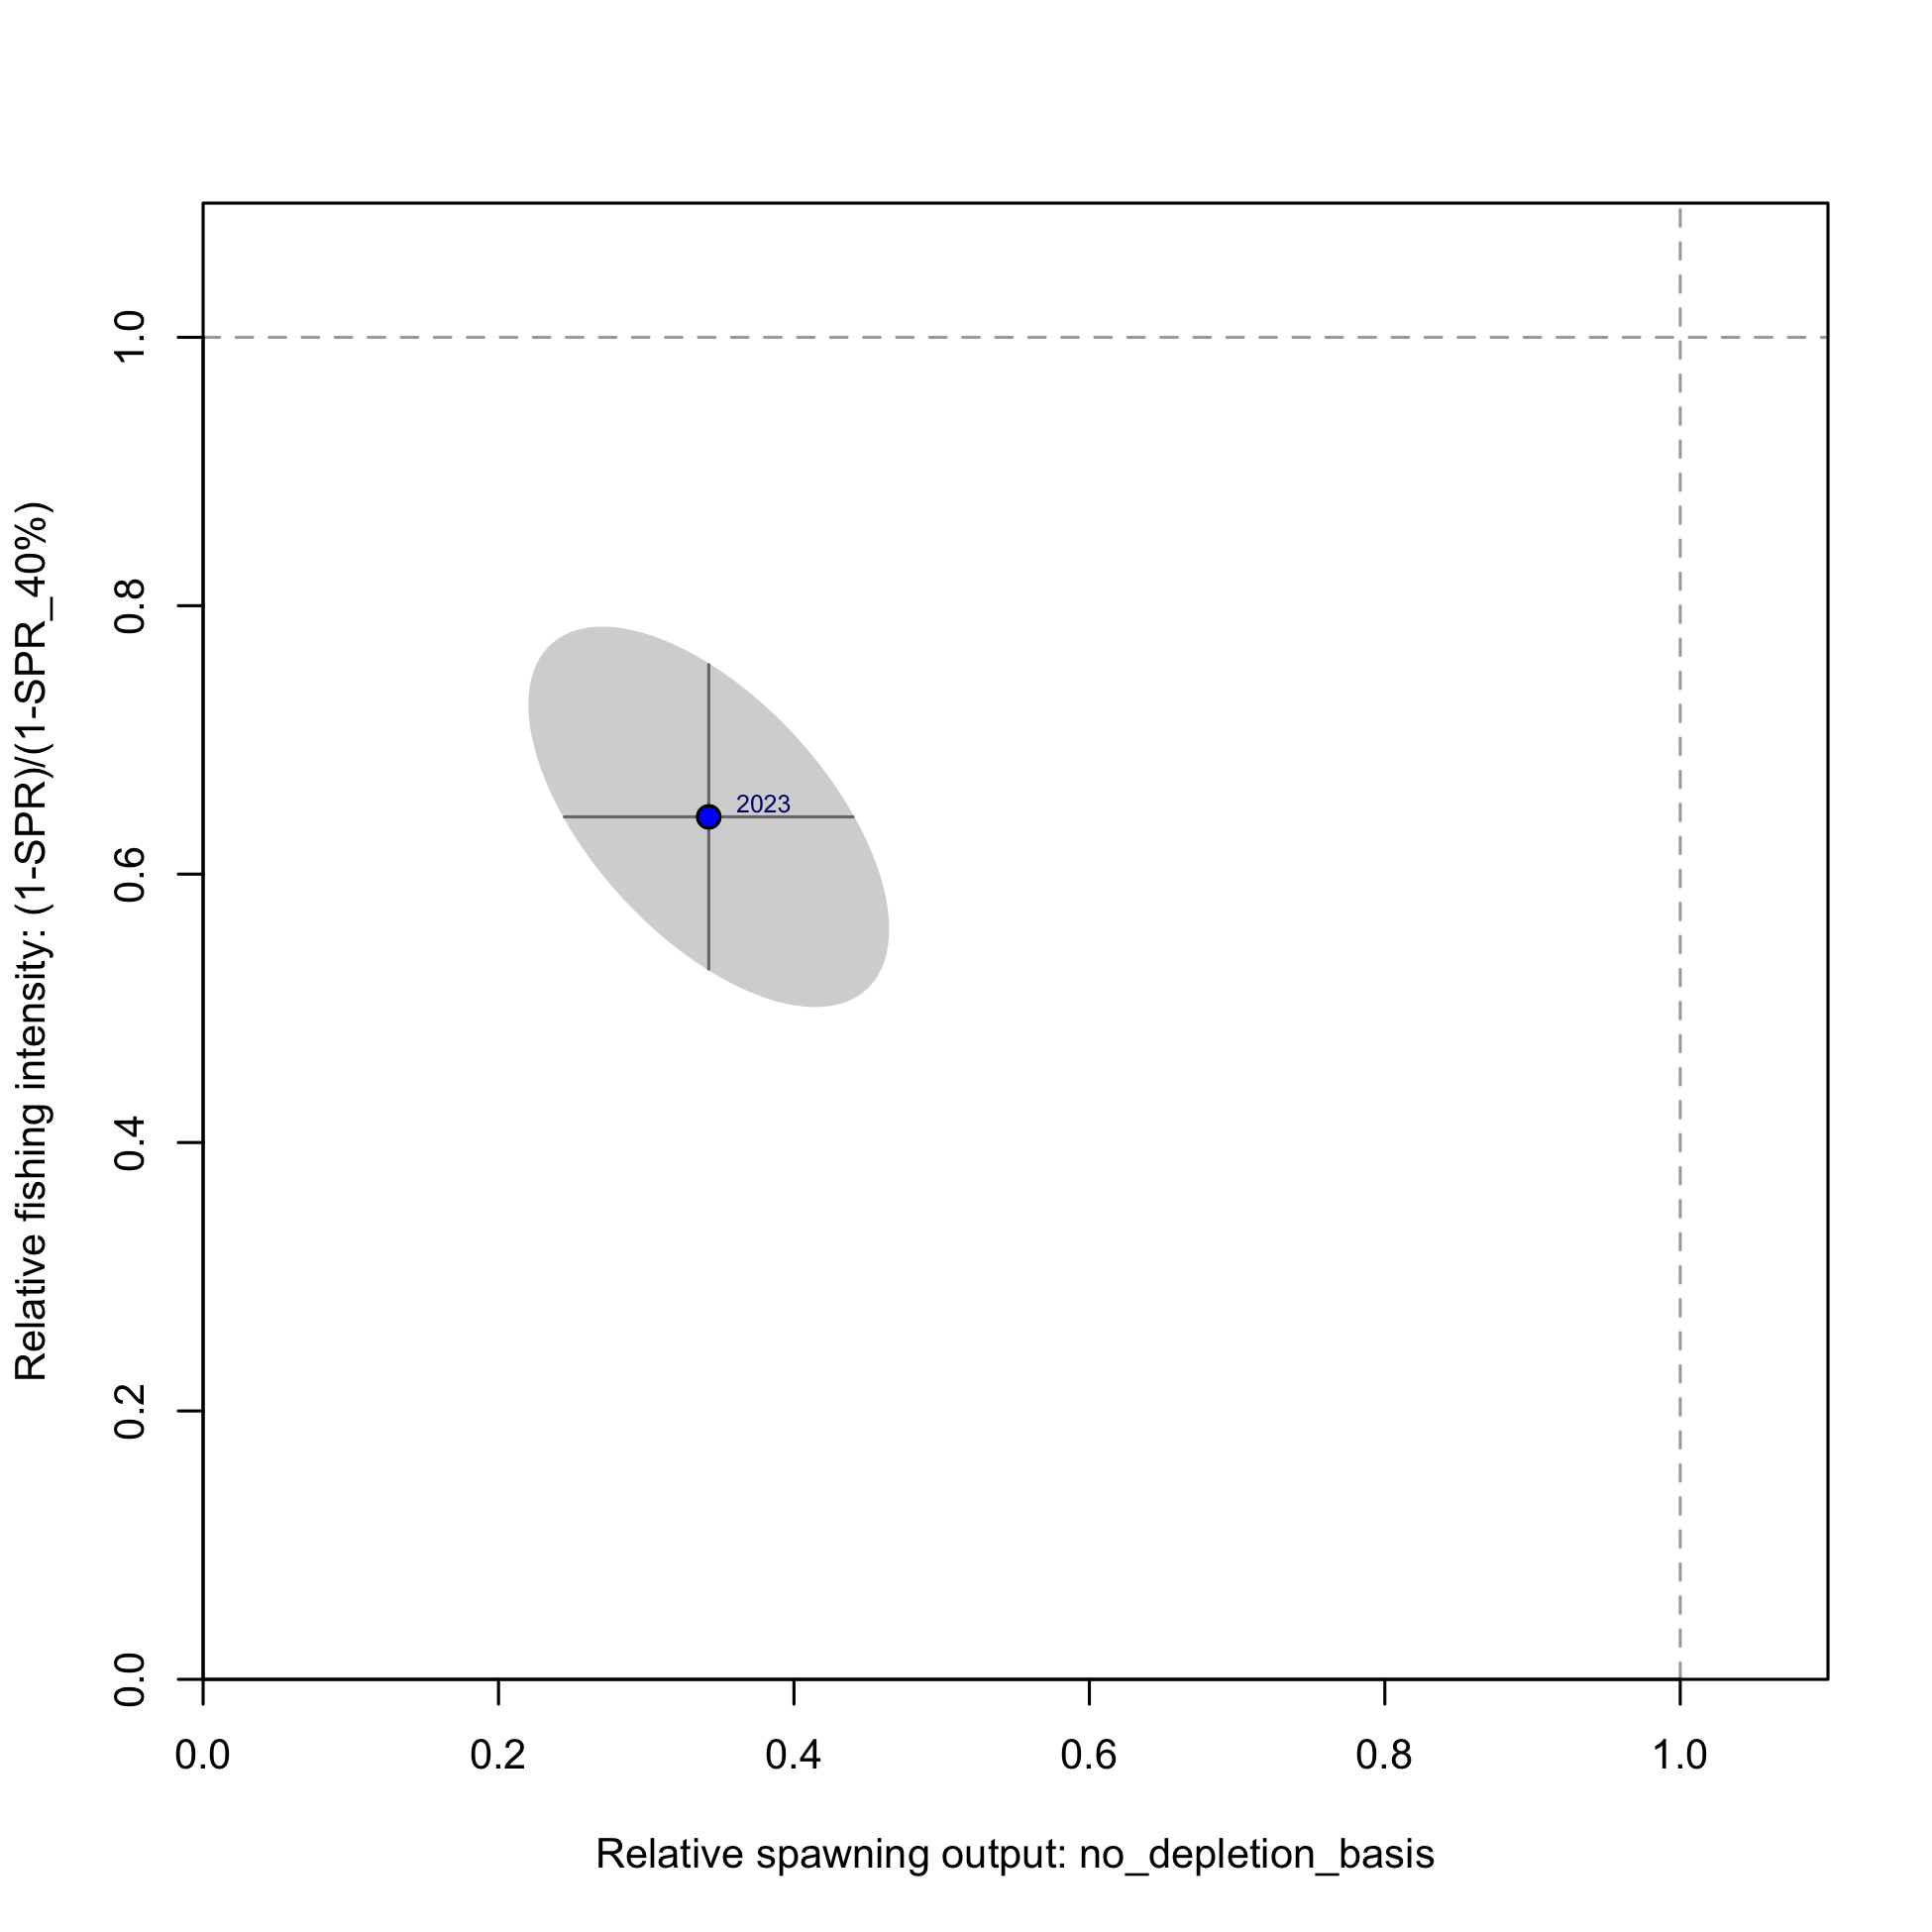 Relative fishing intensity: (1-SPR)/(1-SPR_40%)
1.0
0.8
0.6
0.4
0.2
0.0
2023
0.0 0.2 0.4 0.6 0.8 1.0
Relative spawning output: no_depletion_basis